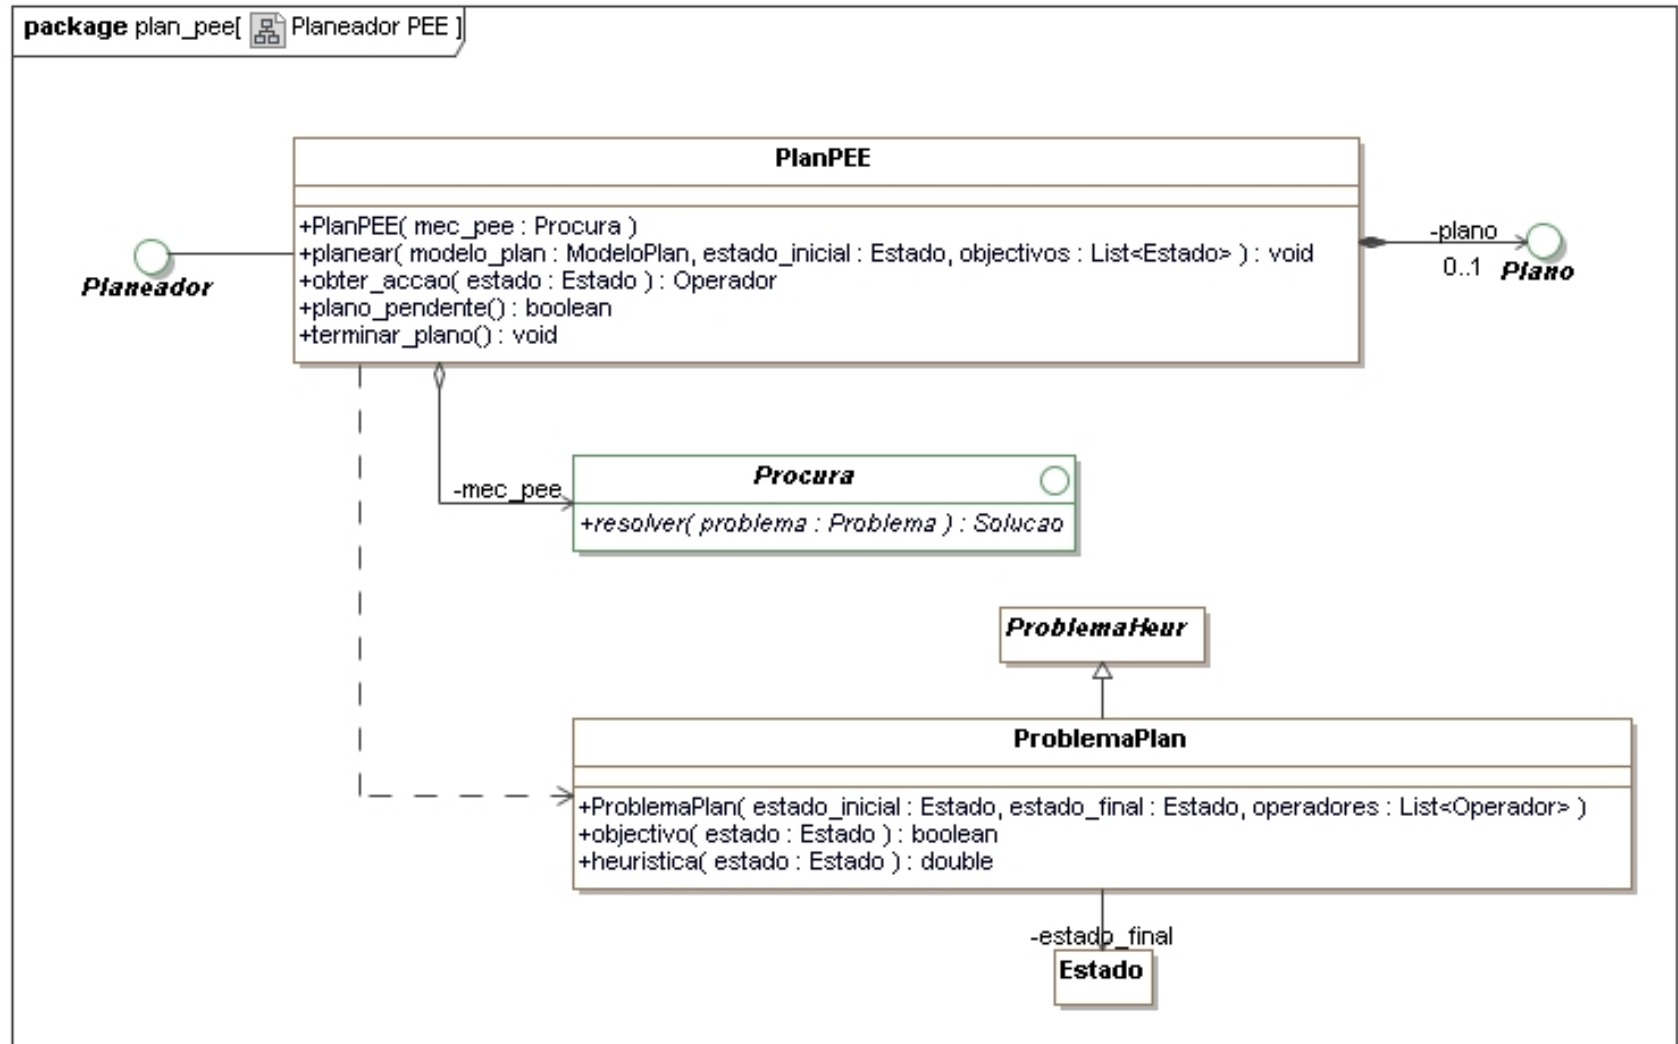 package plan_pee[ Planeador PEE ]
PlanPEE
+PlanPEE( mec_pee : Procura )
+planear( modelo_plan : ModeloPlan, estado_inicial : Estado, objectivos : List<Estado> ) : void
+obter_accao( estado : Estado ) : Operador
+plano_pendente() : boolean
+terminar_plano() : void
Planeador
-plano
0..1
Plano
-mec_pee
Procura
+resolver( problema : Problema ) : Solucao
ProblemaHeur
ProblemaPlan
+ProblemaPlan( estado_inicial : Estado, estado_final : Estado, operadores : List<Operador> )
+objectivo( estado : Estado ) : boolean
+heuristica( estado : Estado ) : double
-estado_final
Estado